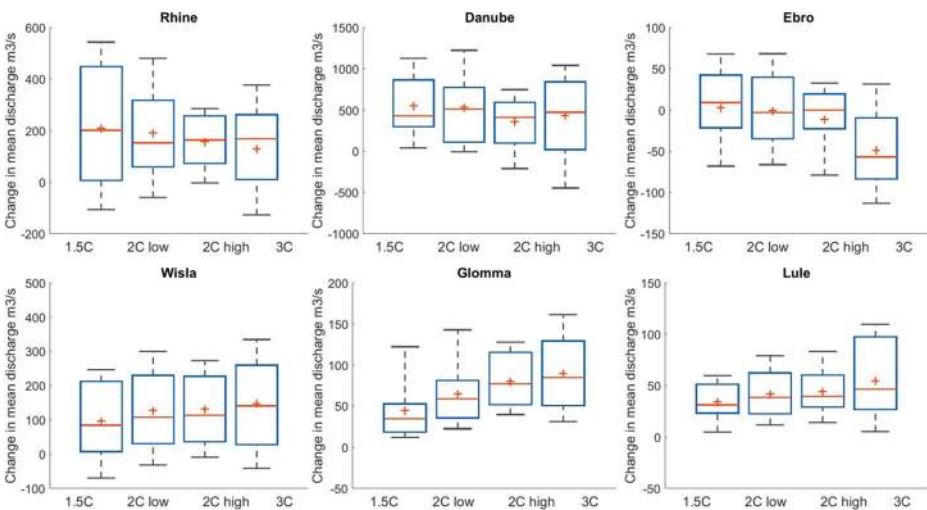 Rhine
Change in mean discharge m3/s
600
400
200
0
-200
1.5C 2C low 2C high 3C
Danube
Change in mean discharge m3/s
1500
1000
500
0
-500
-1000
1.5C 2C low 2C high 3C
Ebro
Change in mean discharge m3/s
100
50
0
-50
-100
-150
1.5C 2C low 2C high 3C
Wisla
Change in mean discharge m3/s
500
400
300
200
100
0
-100
1.5C 2C low 2C high 3C
Glomma
Change in mean discharge m3/s
200
150
100
50
0
-50
1.5C 2C low 2C high 3C
Lule
Change in mean discharge m3/s
150
100
50
0
-50
1.5C 2C low 2C high 3C